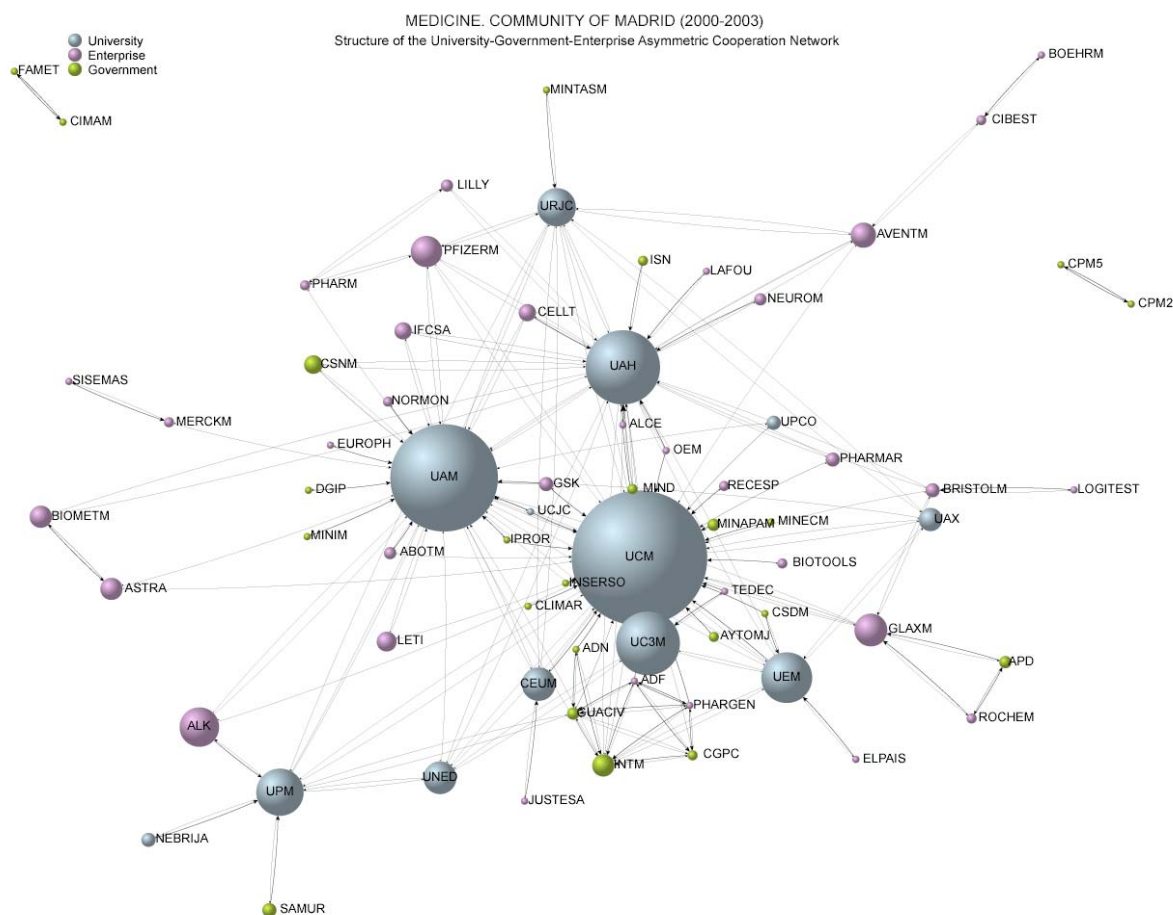 MEDICINE. COMMUNITY OF MADRID (2000-2003)
Structure of the University-Government-Enterprise Asymmetric Cooperation Network
University
Enterprise
Government
FAMET
CIMAM
BOEHRM
CIBEST
MINTASM
LILLY
URJC
PFIZERM
AVENTM
ISN
LAFOU
CPM5
PHARM
NEUROM
CPM2
CELLT
IFCSA
CSNM
UAH
SISEMAS
NORMON
MERCKM
ALCE
UPCO
EUROPH
OEM
PHARMAR
UAM
GSK
MIND
RECESP
DGIP
BRISTOLM
LOGITEST
UCJC
BIOMETM
UAX
MINAPAM
MINECM
MINIM
IPROR
ABOTM
UCM
BIOTOOLS
ASTRA
INSERSO
TEDEC
CLIMAR
CSDM
GLAXM
AYTOMJ
LETI
UC3M
ADN
APD
UEM
CEUM
ADF
PHARGEN
GUACIV
ROCHEM
ALK
CGPC
ELPAIS
INTM
UNED
UPM
JUSTESA
NEBRIJA
SAMUR